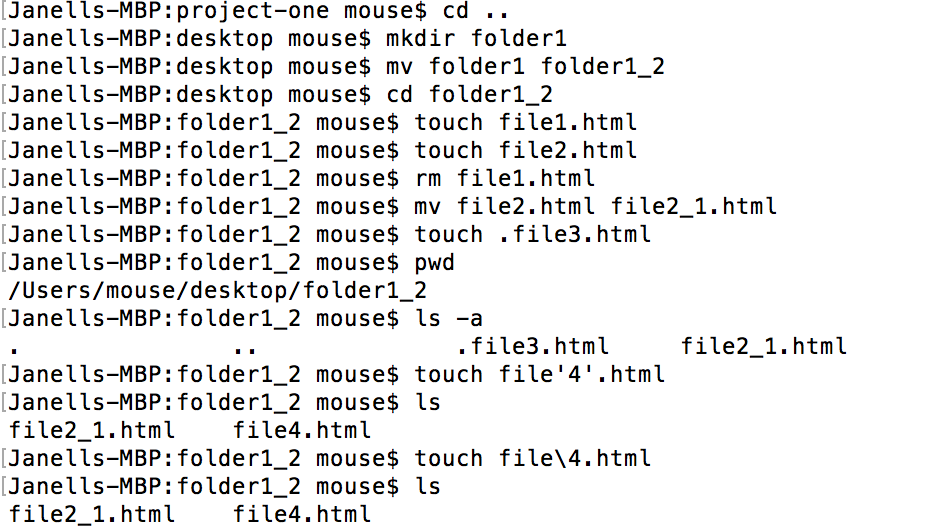 [Janells-MBP:project-one mouse$ cd ..
[Janells-MBP:desktop mouse$ mkdir folder1
[Janells-MBP:desktop mouse$ mv folder1 folder1_2
[Janells-MBP:desktop mouse$ cd folder1_2
[Janells-MBP:folder1_2 mouse$ touch file1.html
[Janells-MBP:folder1_2 mouse$ touch file2.html
[Janells-MBP:folder1_2 mouse$ rm file1.html
[Janells-MBP:folder1_2 mouse$ mv file2.html file2_1.html
[Janells-MBP:folder1_2 mouse$ touch .file3.html
[Janells-MBP:folder1_2 mouse$ pwd
/Users/mouse/desktop/folder1_2
[Janells-MBP:folder1_2 mouse$ ls -a
.               ..              .file3.html     file2_1.html
[Janells-MBP:folder1_2 mouse$ touch file'4'.html
[Janells-MBP:folder1_2 mouse$ ls
file2_1.html    file4.html
[Janells-MBP:folder1_2 mouse$ touch file\4.html
[Janells-MBP:folder1_2 mouse$ ls
file2_1.html    file4.html